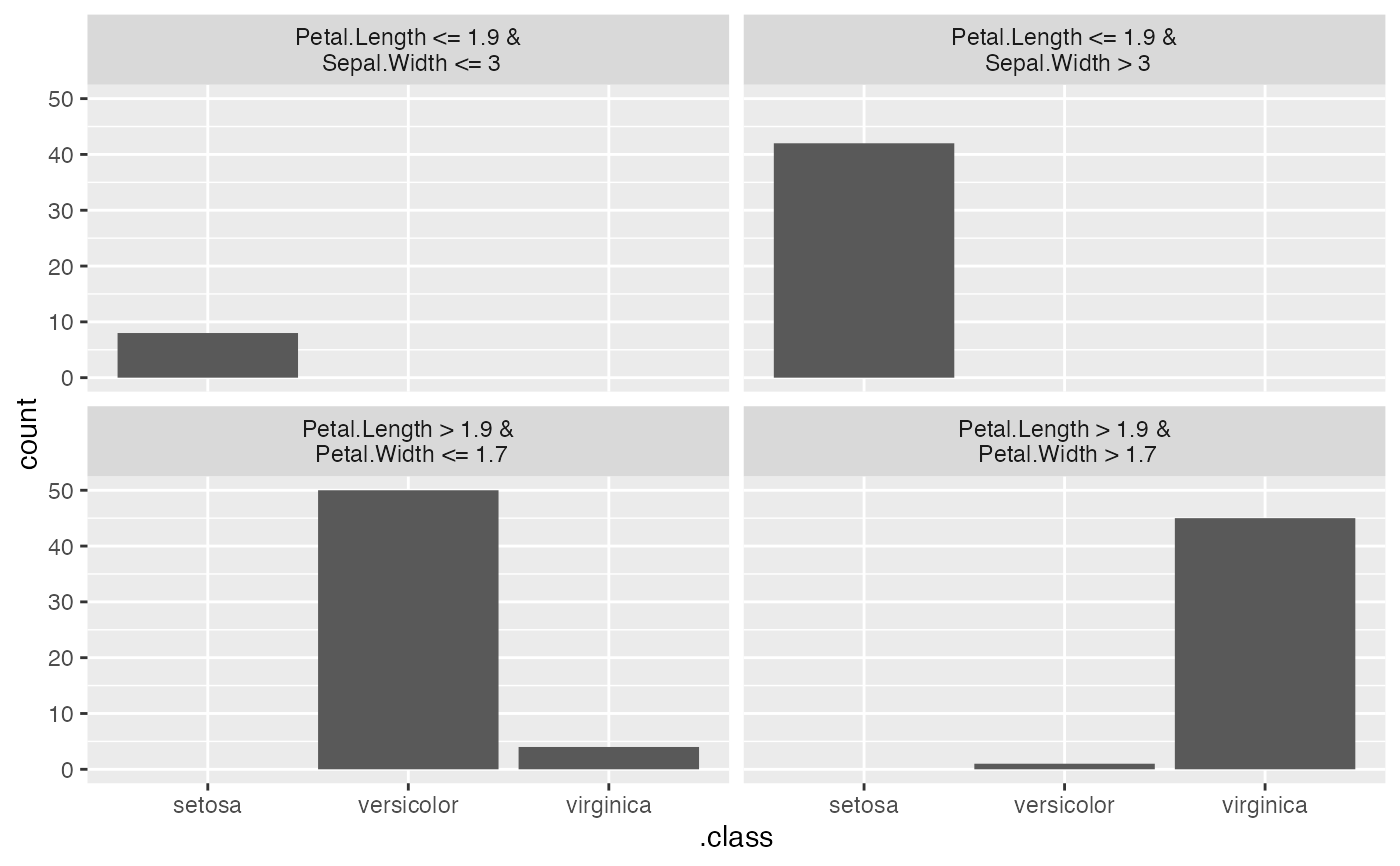 Petal.Length <= 1.9 &
Sepal.Width <= 3
Petal.Length <= 1.9 &
Sepal.Width > 3
50
40
30
20
10
0
count
Petal.Length > 1.9 &
Petal.Width <= 1.7
Petal.Length > 1.9 &
Petal.Width > 1.7
50
40
30
20
10
0
setosa versicolor virginica
setosa versicolor virginica
.class